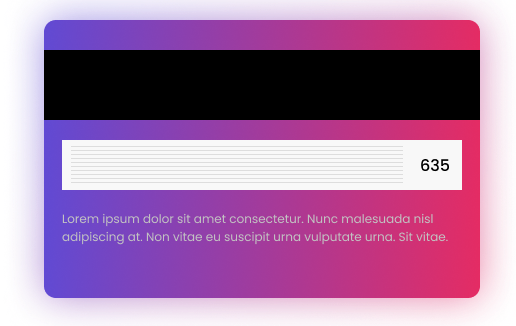 635
Lorem ipsum dolor sit amet consectetur. Nunc malesuada nisl
adipiscing at. Non vitae eu suscipit urna vulputate urna. Sit vitae.